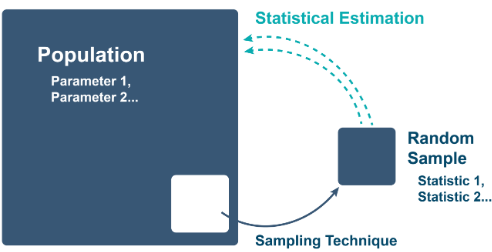 Statistical Estimation
Population
Parameter 1,
Parameter 2...
Random
Sample
Statistic 1,
Statistic 2...
Sampling Technique